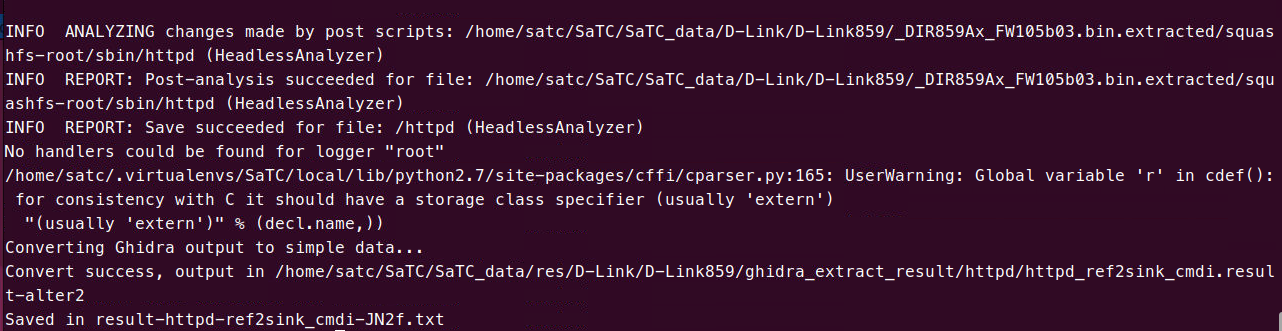 INFO  ANALYZING changes made by post scripts: /home/satc/SaTC/SaTC_data/D-Link/D-Link859/_DIR859Ax_FW105b03.bin.extracted/squas
hfs-root/sbin/httpd (HeadlessAnalyzer)
INFO  REPORT: Post-analysis succeeded for file: /home/satc/SaTC/SaTC_data/D-Link/D-Link859/_DIR859Ax_FW105b03.bin.extracted/squ
ashfs-root/sbin/httpd (HeadlessAnalyzer)
INFO  REPORT: Save succeeded for file: /httpd (HeadlessAnalyzer)
No handlers could be found for logger "root"
/home/satc/.virtualenvs/SaTC/local/lib/python2.7/site-packages/cffi/cparser.py:165: UserWarning: Global variable 'r' in cdef():
 for consistency with C it should have a storage class specifier (usually 'extern')
  "(usually 'extern')" % (decl.name,))
Converting Ghidra output to simple data...
Convert success, output in /home/satc/SaTC/SaTC_data/res/D-Link/D-Link859/ghidra_extract_result/httpd/httpd_ref2sink_cmdi.resul
t-alter2
Saved in result-httpd-ref2sink_cmdi-JN2f.txt